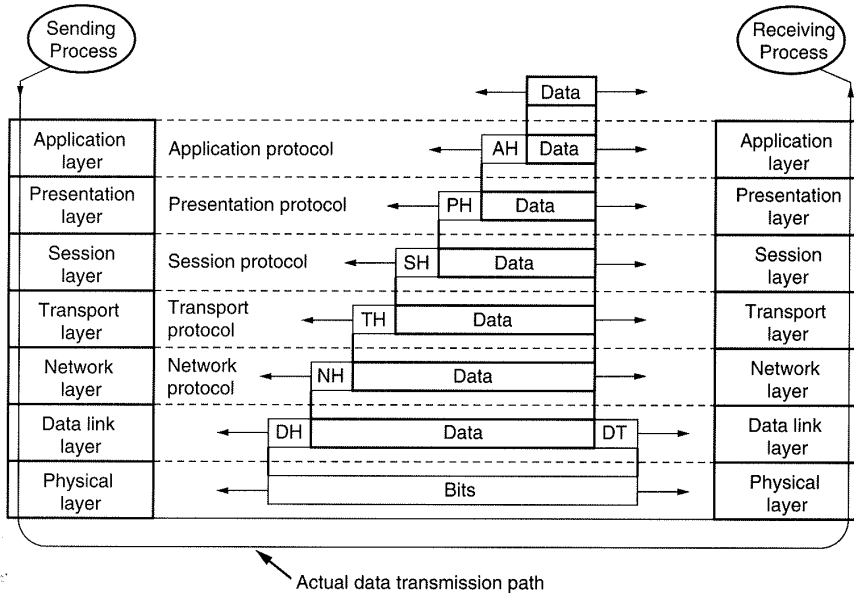 Sending
Process
Receiving
Process
Data
Application
layer
Application protocol
AH
Data
Application
layer
Presentation
layer
Presentation protocol
PH
Data
Presentation
layer
Session
layer
Session protocol
SH
Data
Session
layer
Transport
layer
Transport
protocol
TH
Data
Transport
layer
Network
layer
Network
protocol
NH
Data
Network
layer
Data link
layer
DH
Data
DT
Data link
layer
Physical
layer
Bits
Physical
layer
Actual data transmission path